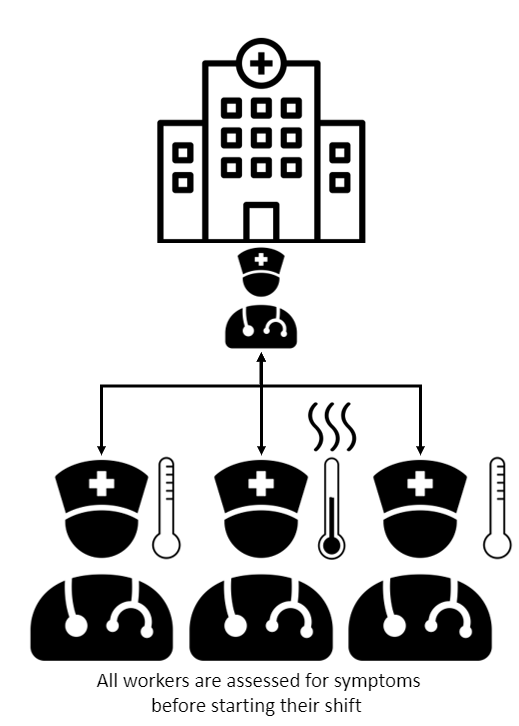 All workers are assessed for symptoms
before starting their shift